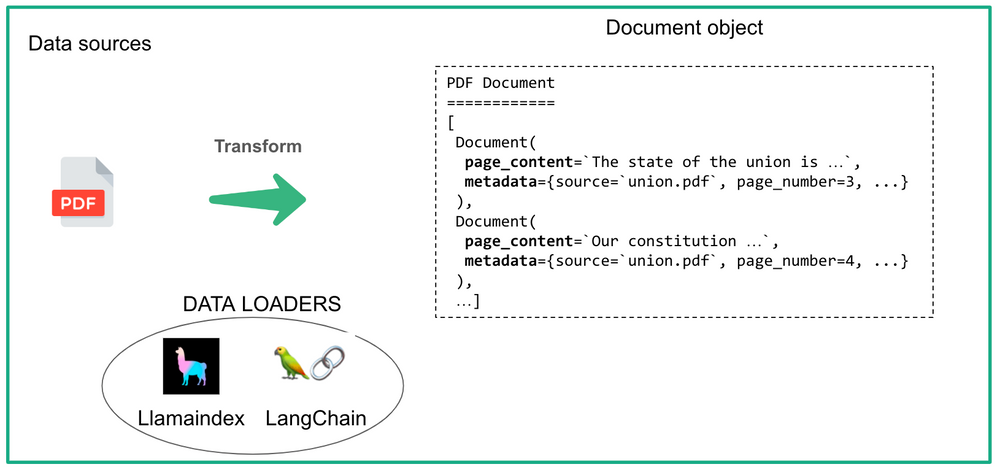 Data sources
Document object
PDF
Transform
DATA LOADERS
Llamaindex
LangChain
PDF Document
============
[
Document(
page_content=`The state of the union is …`,
metadata={source=`union.pdf`, page_number=3, ...}
),
Document(
page_content=`Our constitution …`,
metadata={source=`union.pdf`, page_number=4, ...}
),
…]